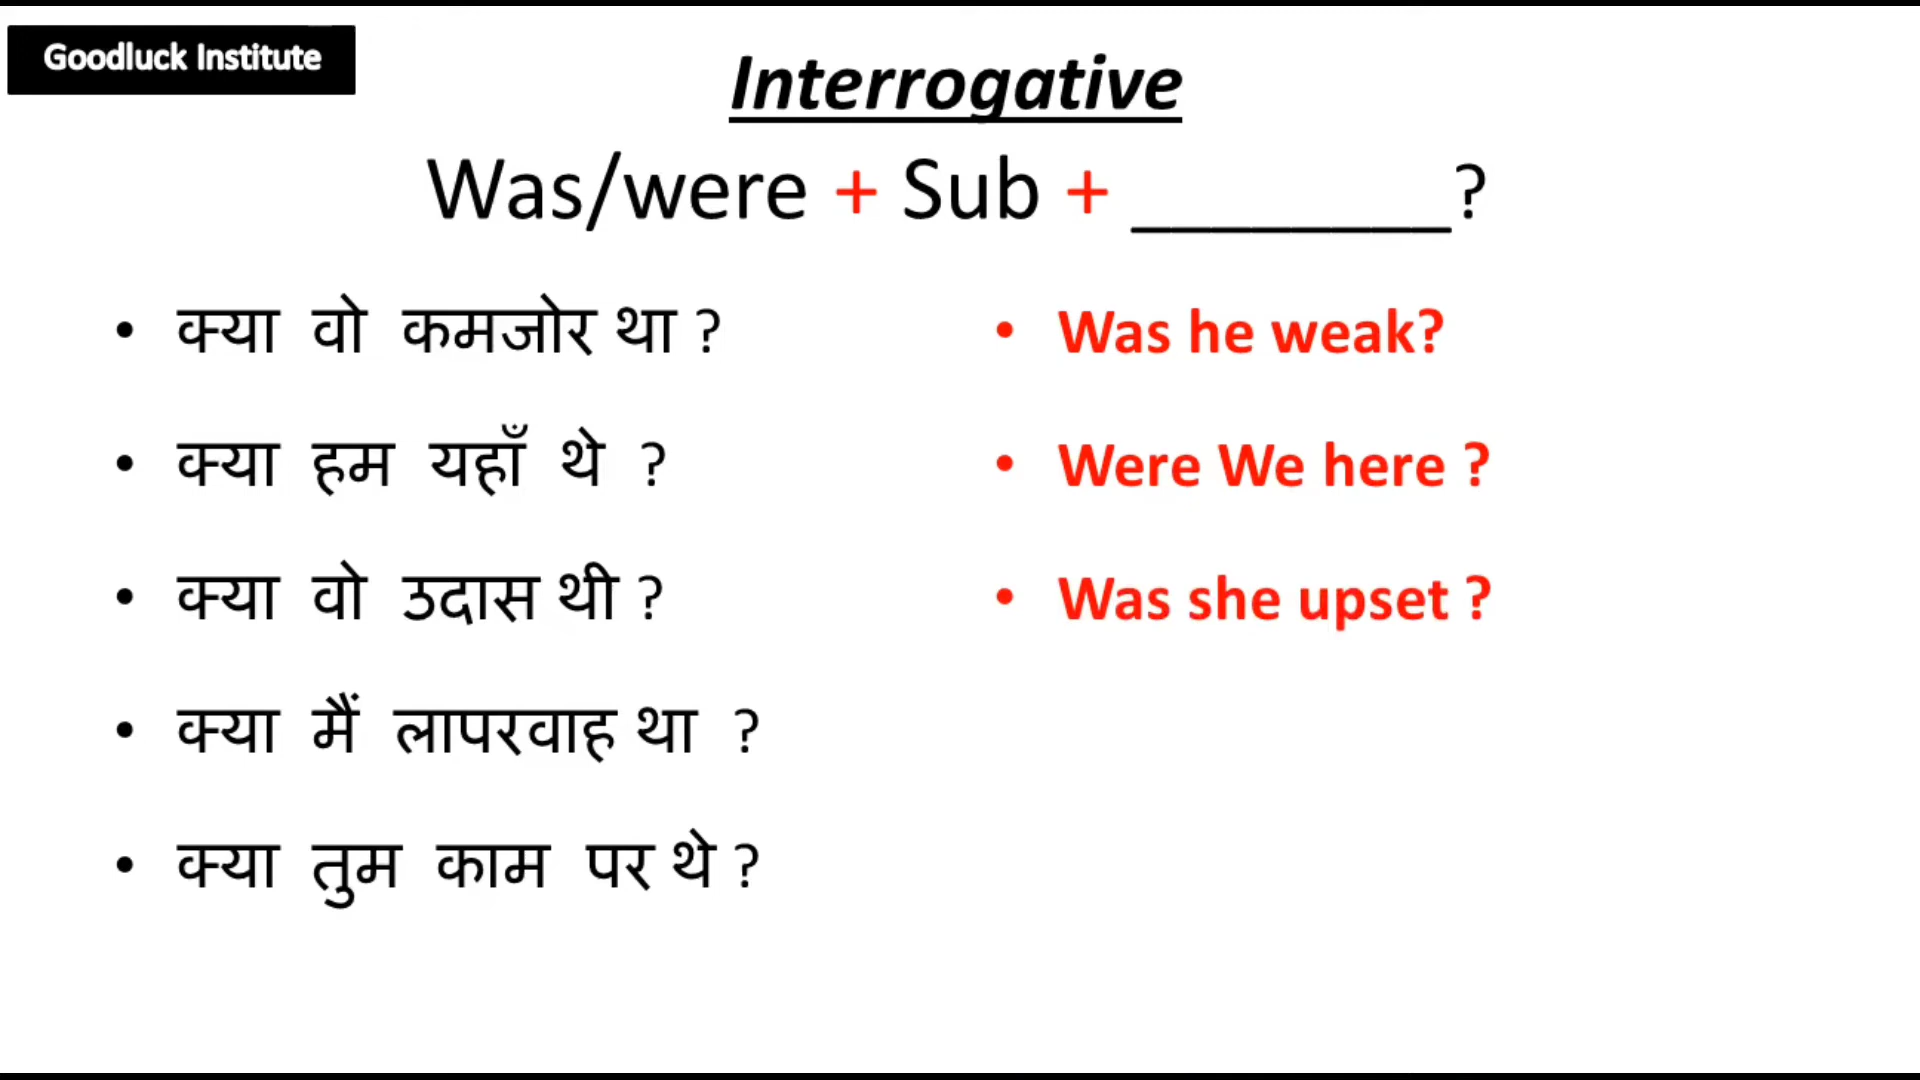 Goodluck Institute
Interrogative
Was/were + Sub + ________?
• क्या वो कमजोर था ?
• Was he weak?
• क्या हम यहाँ थे ?
• Were We here ?
• क्या वो उदास थी ?
• Was she upset ?
• क्या मैं लापरवाह था ?
• क्या तुम काम पर थे ?